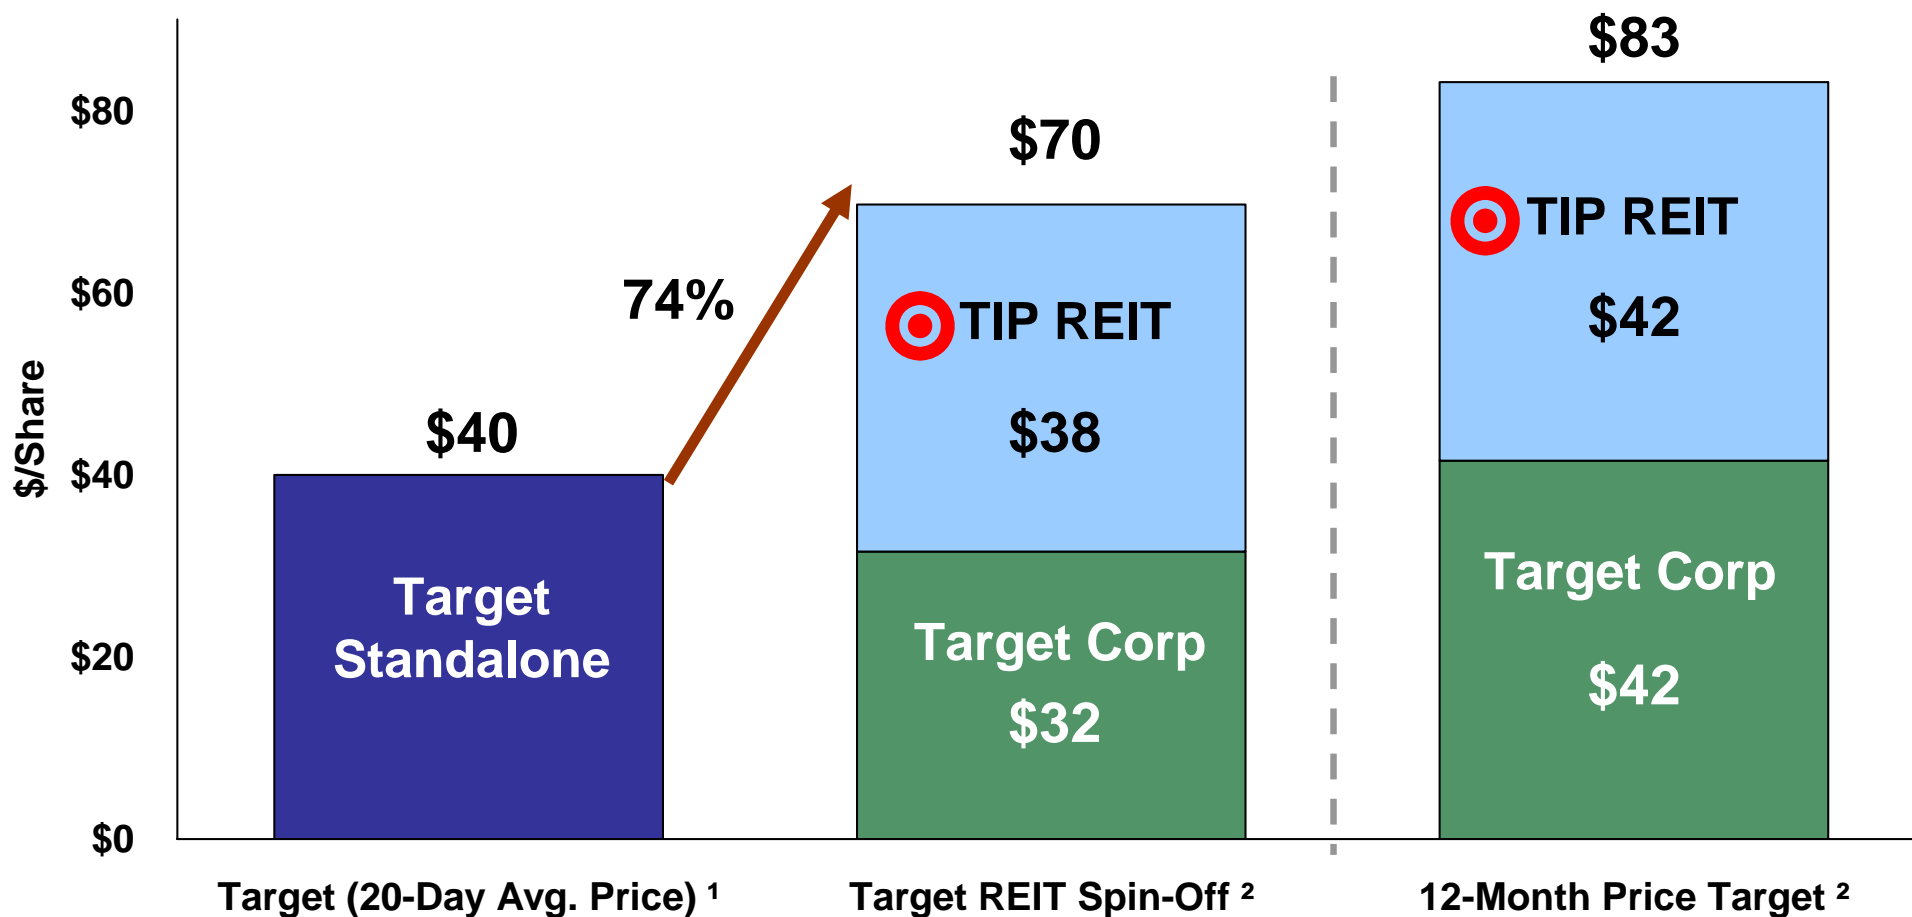 $/Share
$80
$60
$40
$20
$0
$40
Target
Standalone
74%
$70
TIP REIT
$38
Target Corp
$32
$83
TIP REIT
$42
Target Corp
$42
Target (20-Day Avg. Price) ¹
Target REIT Spin-Off ²
12-Month Price Target ²